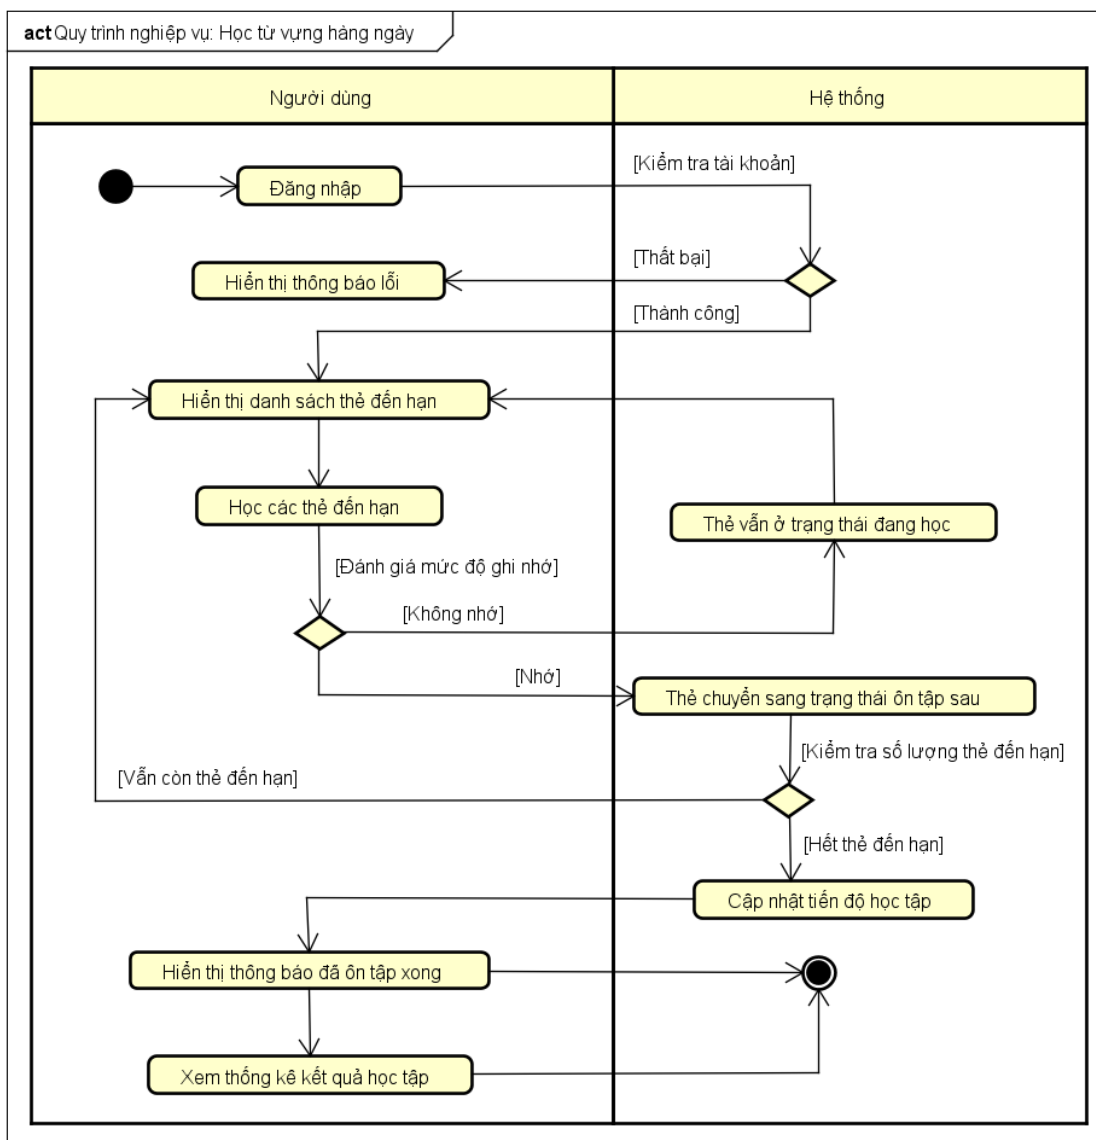 act Quy trình nghiệp vụ: Học từ vựng hàng ngày
Người dùng
Hệ thống
[Kiểm tra tài khoản]
Đăng nhập
[Thất bại]
Hiển thị thông báo lỗi
[Thành công]
Hiển thị danh sách thẻ đến hạn
Học các thẻ đến hạn
Thẻ vẫn ở trạng thái đang học
[Đánh giá mức độ ghi nhớ]
[Không nhớ]
[Nhớ]
Thẻ chuyển sang trạng thái ôn tập sau
[Kiểm tra số lượng thẻ đến hạn]
[Vẫn còn thẻ đến hạn]
[Hết thẻ đến hạn]
Cập nhật tiến độ học tập
Hiển thị thông báo đã ôn tập xong
Xem thống kê kết quả học tập